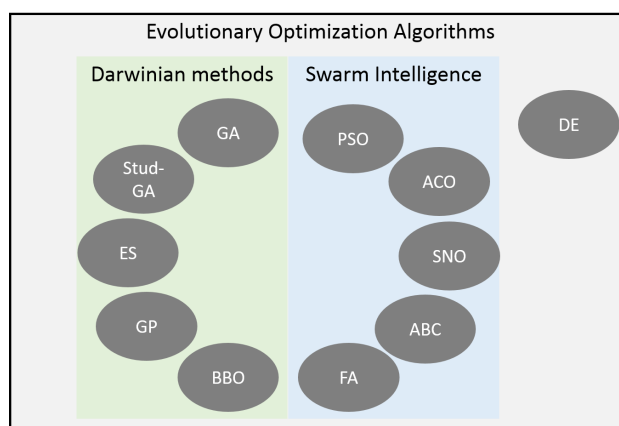 Evolutionary Optimization Algorithms
Darwinian methods
Swarm Intelligence
GA
Stud-
GA
ES
GP
BBO
PSO
ACO
SNO
ABC
FA
DE